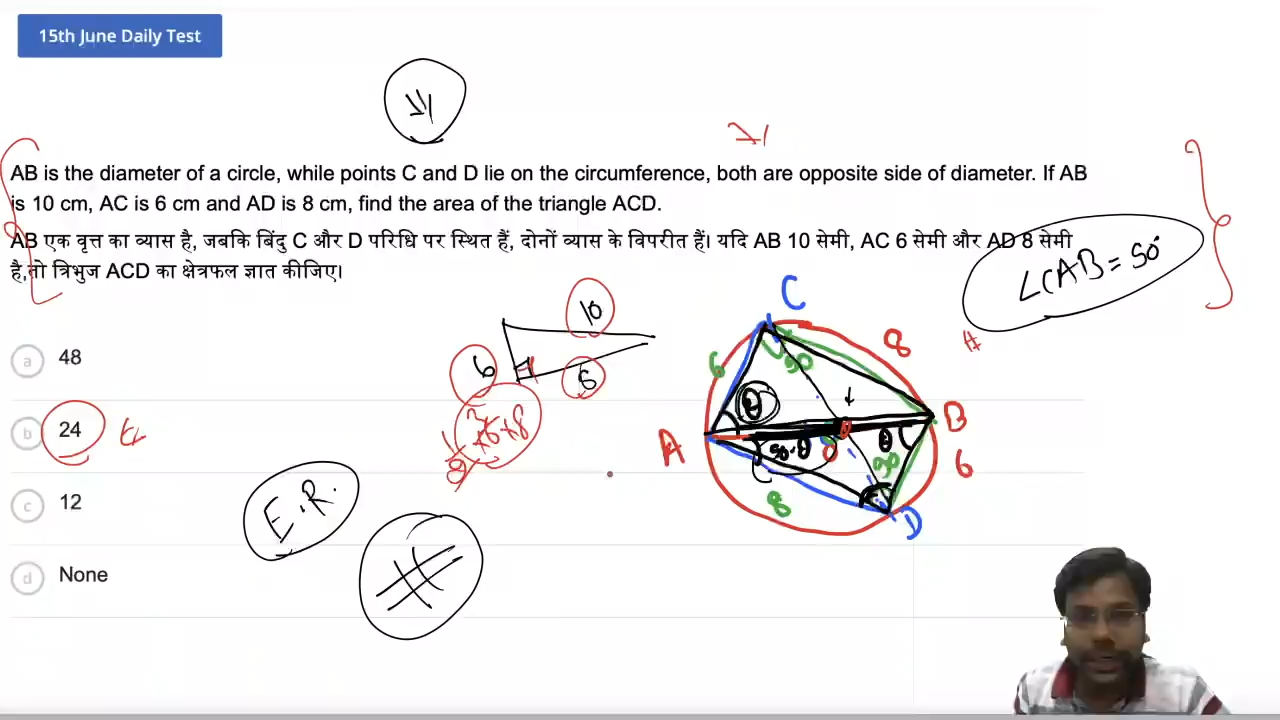 15th June Daily Test
AB is the diameter of a circle, while points C and D lie on the circumference, both are opposite side of diameter. If AB
is 10 cm, AC is 6 cm and AD is 8 cm, find the area of the triangle ACD.
AB एक वृत्त का व्यास है, जबकि बिंदु C और D परिधि पर स्थित हैं, दोनों व्यास के विपरीत हैं। यदि AB 10 सेमी, AC 6 सेमी और AD 8 सेमी
है,तो त्रिभुज ACD का क्षेत्रफल ज्ञात कीजिए।
∠CAB = 50°
a 48
b 24
c 12
d None
10
6
8
E.R.
C
8
6
90
θ
A
B
θ
90
6
8
D